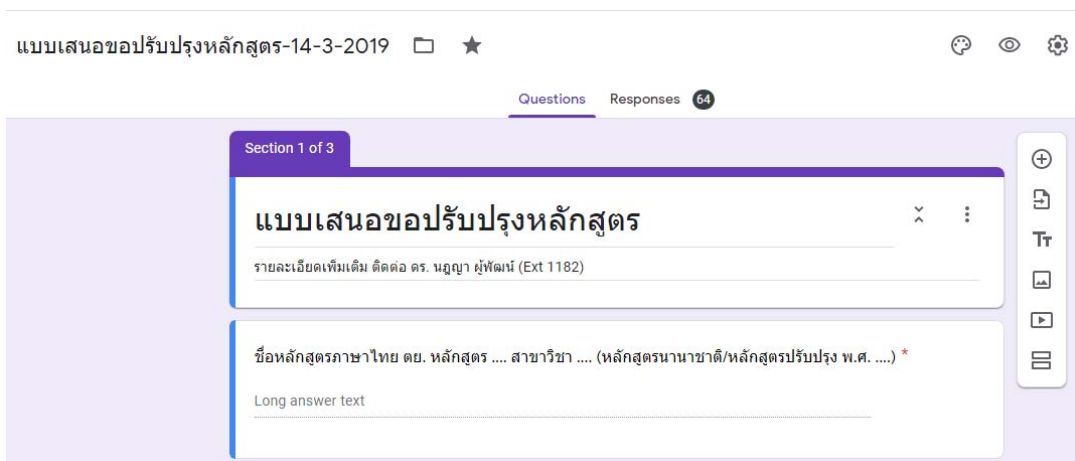 แบบเสนอขอปรับปรุงหลักสูตร-14-3-2019
Questions Responses 64
Section 1 of 3
แบบเสนอขอปรับปรุงหลักสูตร
รายละเอียดเพิ่มเติม ติดต่อ ดร. นฎญา ผู้พัฒน์ (Ext 1182)
ชื่อหลักสูตรภาษาไทย ตย. หลักสูตร .... สาขาวิชา .... (หลักสูตรนานาชาติ/หลักสูตรปรับปรุง พ.ศ. ....) *
Long answer text
Tт